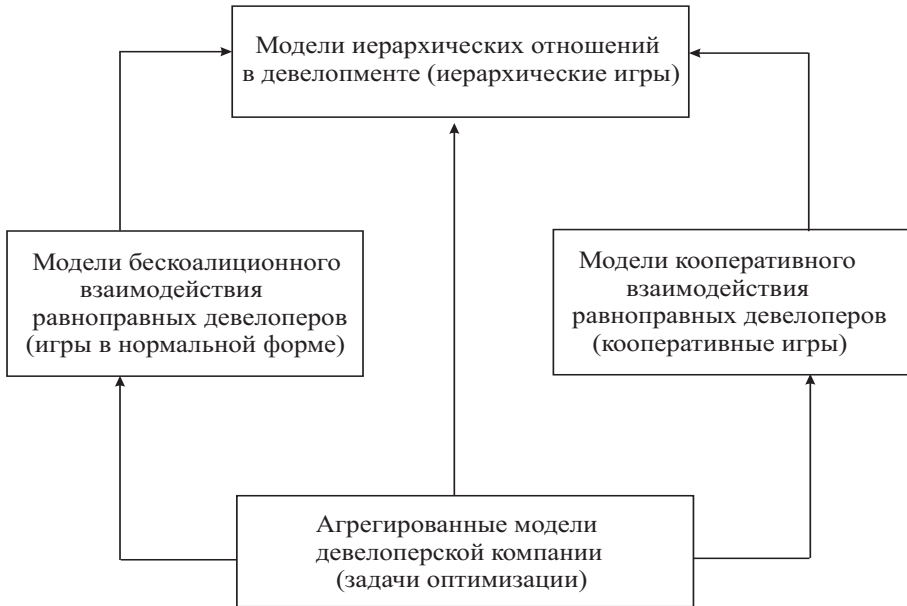 Модели иерархических отношений
в девелопменте (иерархические игры)
Модели бескоалиционного
взаимодействия
равноправных девелоперов
(игры в нормальной форме)
Модели кооперативного
взаимодействия
равноправных девелоперов
(кооперативные игры)
Агрегированные модели
девелоперской компании
(задачи оптимизации)